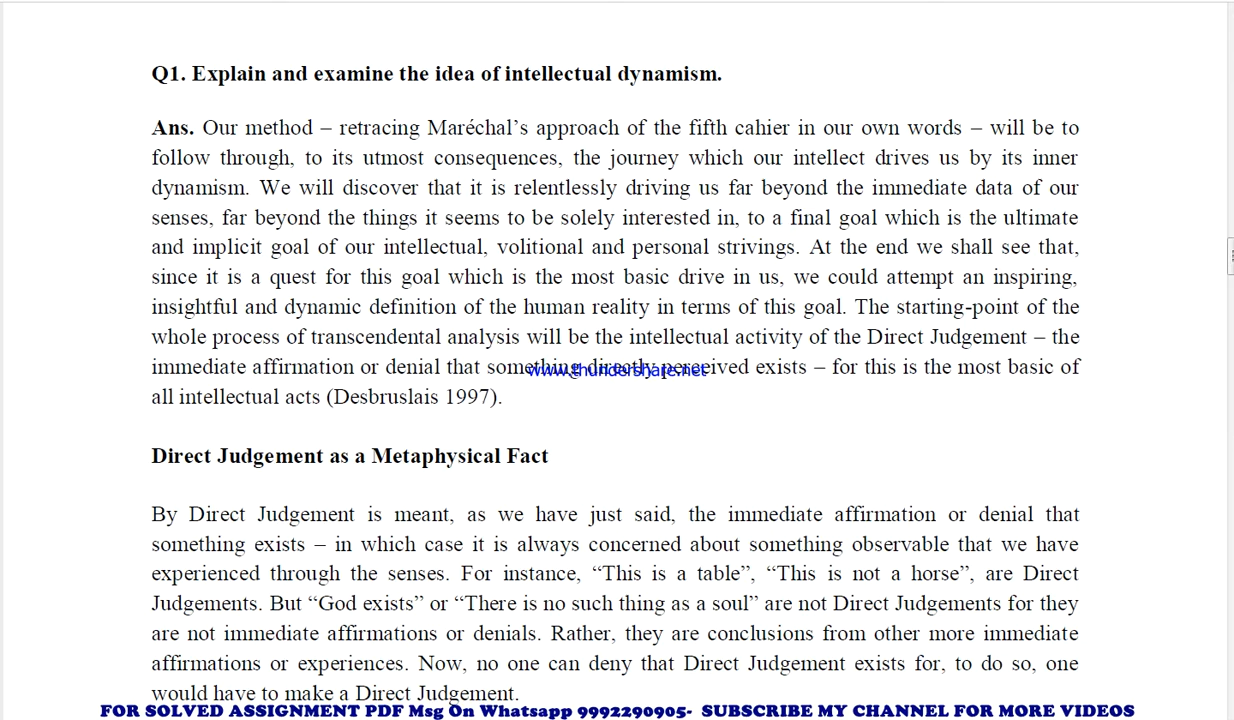 Q1. Explain and examine the idea of intellectual dynamism.
Ans. Our method – retracing Maréchal’s approach of the fifth cahier in our own words – will be to
follow through, to its utmost consequences, the journey which our intellect drives us by its inner
dynamism. We will discover that it is relentlessly driving us far beyond the immediate data of our
senses, far beyond the things it seems to be solely interested in, to a final goal which is the ultimate
and implicit goal of our intellectual, volitional and personal strivings. At the end we shall see that,
since it is a quest for this goal which is the most basic drive in us, we could attempt an inspiring,
insightful and dynamic definition of the human reality in terms of this goal. The starting-point of the
whole process of transcendental analysis will be the intellectual activity of the Direct Judgement – the
immediate affirmation or denial that something directly perceived exists – for this is the most basic of
www.thundershare.net
all intellectual acts (Desbruslais 1997).
Direct Judgement as a Metaphysical Fact
By Direct Judgement is meant, as we have just said, the immediate affirmation or denial that
something exists – in which case it is always concerned about something observable that we have
experienced through the senses. For instance, “This is a table”, “This is not a horse”, are Direct
Judgements. But “God exists” or “There is no such thing as a soul” are not Direct Judgements for they
are not immediate affirmations or denials. Rather, they are conclusions from other more immediate
affirmations or experiences. Now, no one can deny that Direct Judgement exists for, to do so, one
would have to make a Direct Judgement.
FOR SOLVED ASSIGNMENT PDF Msg On Whatsapp 9992290905- SUBSCRIBE MY CHANNEL FOR MORE VIDEOS